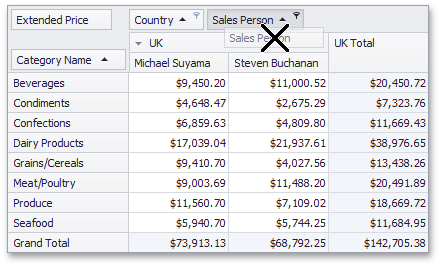 Extended Price Country Sales Person
UK Sales Person UK Total
Category Name Michael Suyama Steven Buchanan
Beverages $9,450.20 $11,000.52 $20,450.72
Condiments $4,648.47 $2,675.29 $7,323.76
Confections $6,859.63 $4,809.80 $11,669.43
Dairy Products $17,039.04 $21,937.61 $38,976.65
Grains/Cereals $9,410.70 $4,027.56 $13,438.26
Meat/Poultry $9,003.69 $11,488.20 $20,491.89
Produce $11,560.70 $7,109.02 $18,669.72
Seafood $5,940.70 $5,744.25 $11,684.95
Grand Total $73,913.13 $68,792.25 $142,705.38